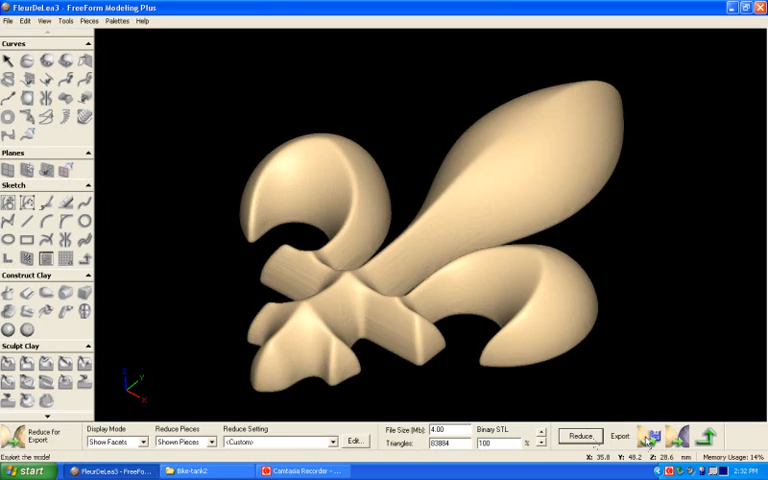 FleurDeLea3 - FreeForm Modeling Plus
File Edit View Tools Pieces Palettes Help
Curves
Planes
Sketch
Construct Clay
Sculpt Clay
Z
Y
X
Reduce for Export
Display Mode
Show Facets
Reduce Pieces
Shown Pieces
Reduce Setting
<Custom>
Edit...
File Size (Mb): 4.00
Triangles: 83884
Binary STL
100 %
Reduce
Export
Export the model
X: 35.8 Y: 48.2 Z: 28.6 mm Memory Usage: 14%
start
FleurDeLea3 - FreeFo...
Bike-tank2
Camtasia Recorder - ...
2:32 PM